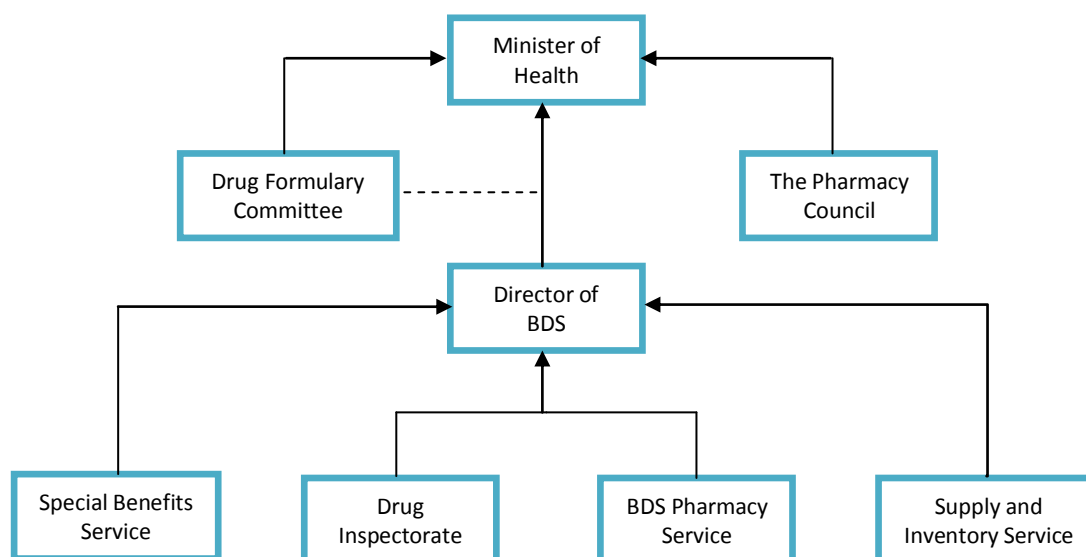 Minister of
Health
Drug Formulary
Committee
The Pharmacy
Council
Director of
BDS
Special Benefits
Service
Drug
Inspectorate
BDS Pharmacy
Service
Supply and
Inventory Service